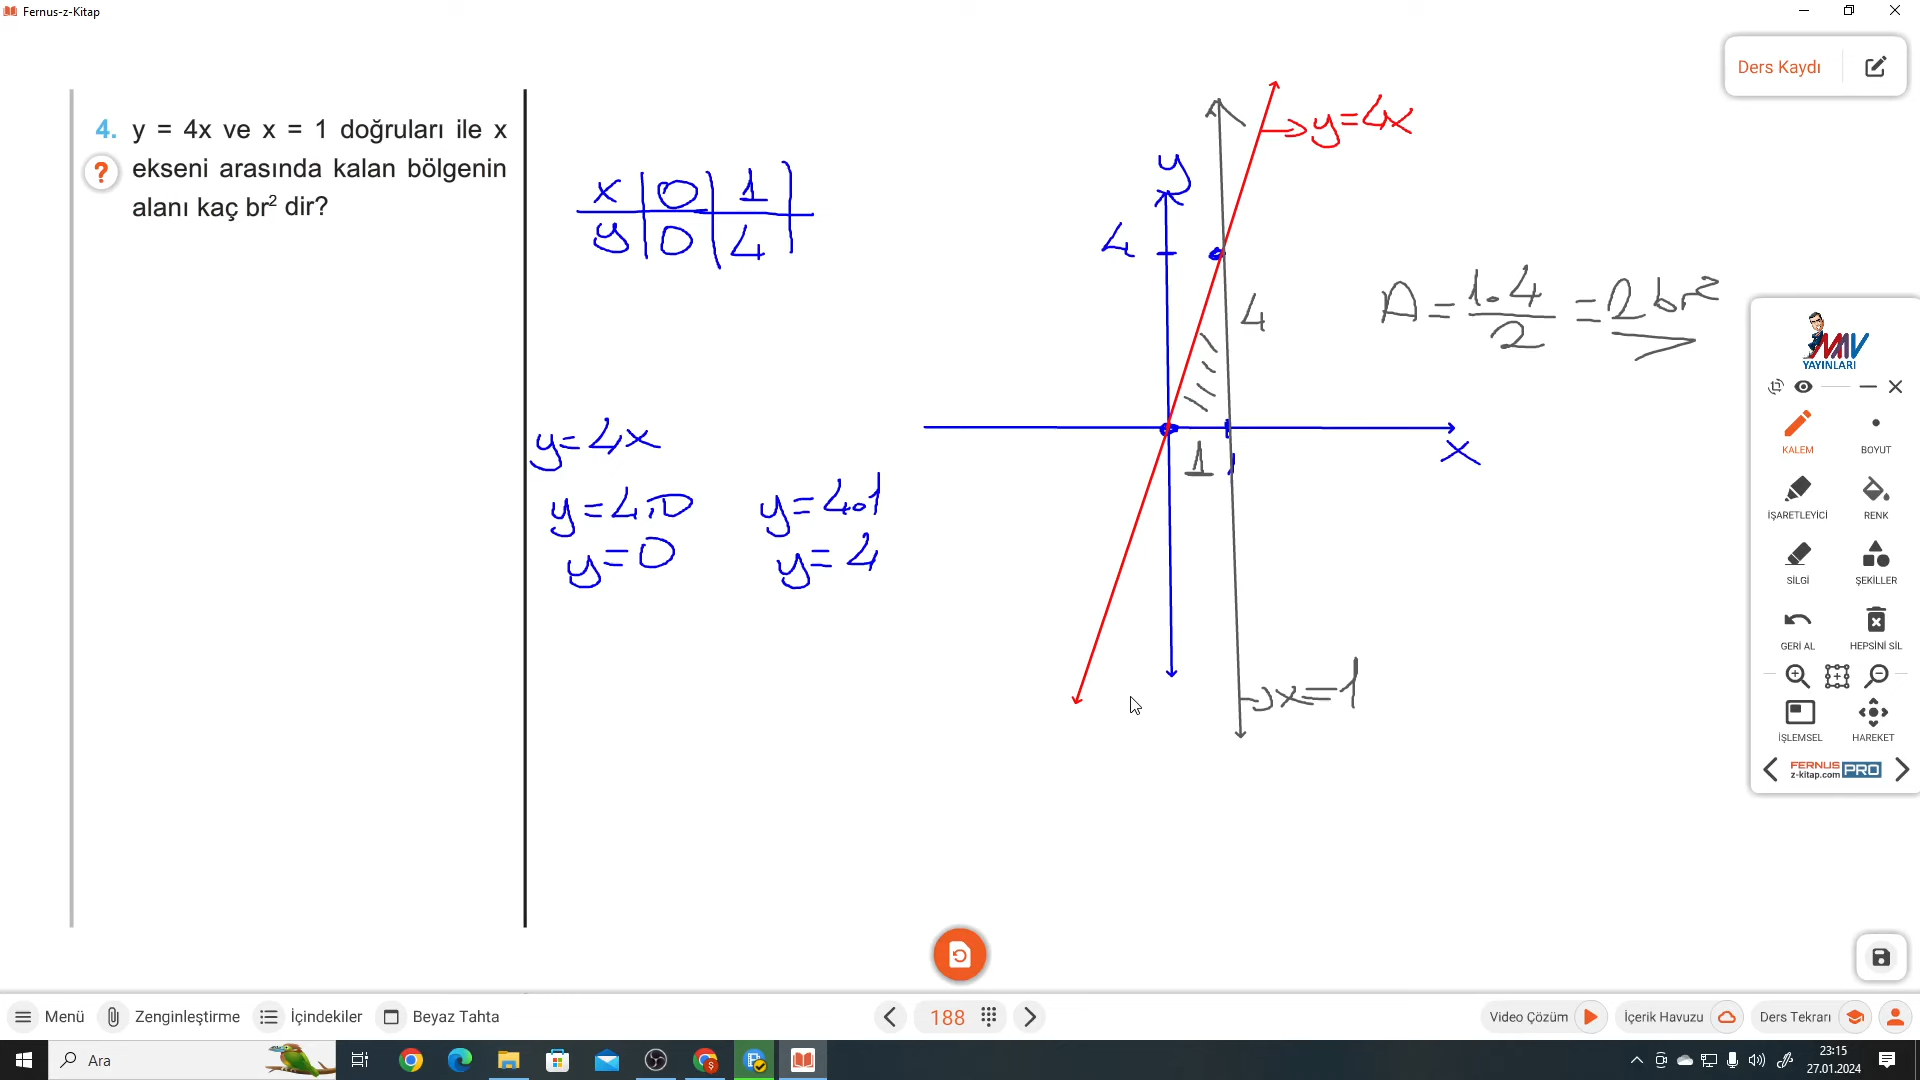 Fernus-z-Kitap
Ders Kaydı
4. y = 4x ve x = 1 doğruları ile x
? ekseni arasında kalan bölgenin
alanı kaç br² dir?
x | 0 | 1
y | 0 | 4
y=4x
y=4.0
y=0
y=4.1
y=4
y
4
y=4x
4
1
1
x
x=1
A = 1.4/2 = 2 br²
MMV
YAYINLARI
KALEM
BOYUT
İŞARETLEYİCİ
RENK
SİLGİ
ŞEKİLLER
GERİ AL
HEPSİNİ SİL
İŞLEMSEL
HAREKET
FERNUS
z-kitap.com PRO
Menü
Zenginleştirme
İçindekiler
Beyaz Tahta
188
Video Çözüm
İçerik Havuzu
Ders Tekrarı
Ara
23:15
27.01.2024